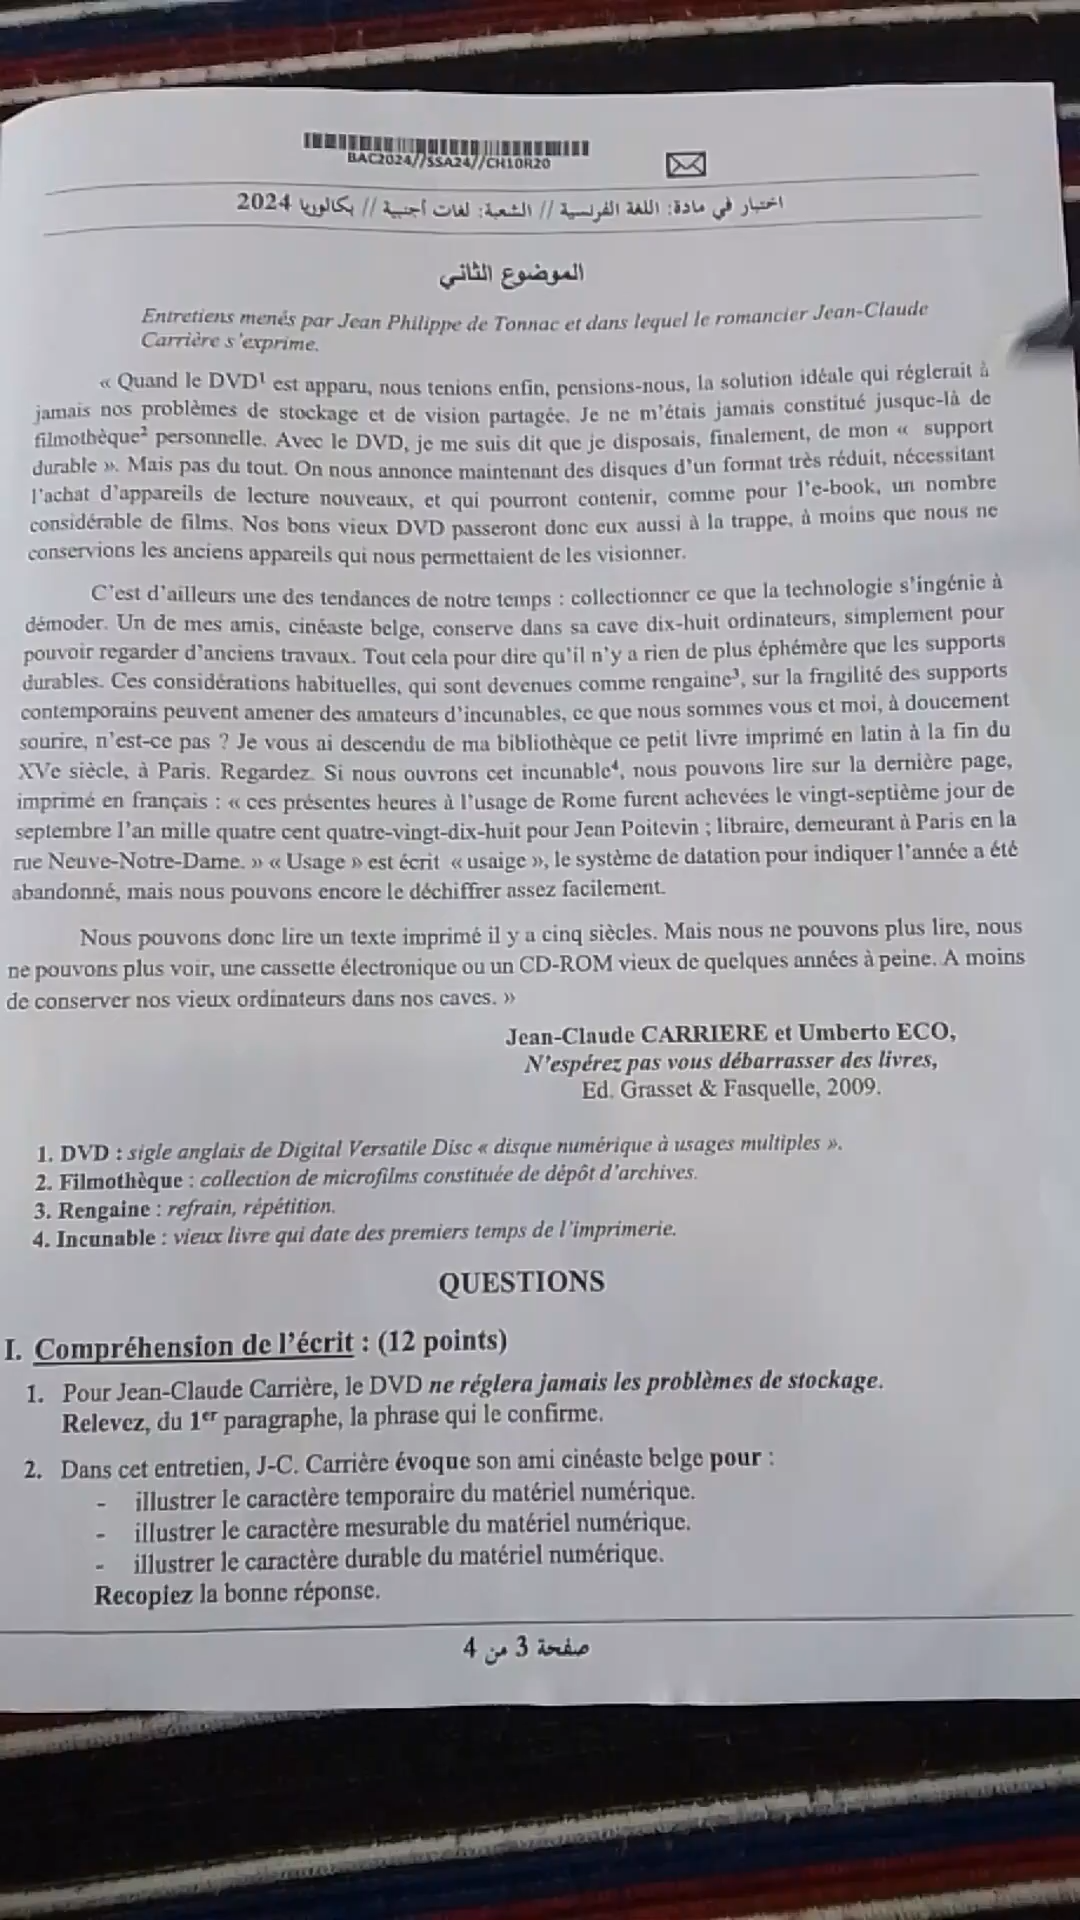 BAC2024//SSA24//CH10R20
اختبار في مادة: اللغة الفرنسية // الشعبة: لغات أجنبية // بكالوريا 2024
الموضوع الثاني
Entretiens menés par Jean Philippe de Tonnac et dans lequel le romancier Jean-Claude
Carrière s'exprime.
« Quand le DVD¹ est apparu, nous tenions enfin, pensions-nous, la solution idéale qui réglerait à
jamais nos problèmes de stockage et de vision partagée. Je ne m'étais jamais constitué jusque-là de
filmothèque² personnelle. Avec le DVD, je me suis dit que je disposais, finalement, de mon « support
durable ». Mais pas du tout. On nous annonce maintenant des disques d'un format très réduit, nécessitant
l'achat d'appareils de lecture nouveaux, et qui pourront contenir, comme pour l'e-book, un nombre
considérable de films. Nos bons vieux DVD passeront donc eux aussi à la trappe, à moins que nous ne
conservions les anciens appareils qui nous permettaient de les visionner.
C'est d'ailleurs une des tendances de notre temps : collectionner ce que la technologie s'ingénie à
démoder. Un de mes amis, cinéaste belge, conserve dans sa cave dix-huit ordinateurs, simplement pour
pouvoir regarder d'anciens travaux. Tout cela pour dire qu'il n'y a rien de plus éphémère que les supports
durables. Ces considérations habituelles, qui sont devenues comme rengaine³, sur la fragilité des supports
contemporains peuvent amener des amateurs d'incunables, ce que nous sommes vous et moi, à doucement
sourire, n'est-ce pas ? Je vous ai descendu de ma bibliothèque ce petit livre imprimé en latin à la fin du
XVe siècle, à Paris. Regardez. Si nous ouvrons cet incunable⁴, nous pouvons lire sur la dernière page,
imprimé en français : « ces présentes heures à l'usage de Rome furent achevées le vingt-septième jour de
septembre l'an mille quatre cent quatre-vingt-dix-huit pour Jean Poitevin ; libraire, demeurant à Paris en la
rue Neuve-Notre-Dame. » « Usage » est écrit « usaige », le système de datation pour indiquer l'année a été
abandonné, mais nous pouvons encore le déchiffrer assez facilement.
Nous pouvons donc lire un texte imprimé il y a cinq siècles. Mais nous ne pouvons plus lire, nous
ne pouvons plus voir, une cassette électronique ou un CD-ROM vieux de quelques années à peine. A moins
de conserver nos vieux ordinateurs dans nos caves. »
Jean-Claude CARRIERE et Umberto ECO,
N'espérez pas vous débarrasser des livres,
Ed. Grasset & Fasquelle, 2009.
1. DVD : sigle anglais de Digital Versatile Disc « disque numérique à usages multiples ».
2. Filmothèque : collection de microfilms constituée de dépôt d'archives.
3. Rengaine : refrain, répétition.
4. Incunable : vieux livre qui date des premiers temps de l'imprimerie.
QUESTIONS
I. Compréhension de l'écrit : (12 points)
1. Pour Jean-Claude Carrière, le DVD ne réglera jamais les problèmes de stockage.
Relevez, du 1er paragraphe, la phrase qui le confirme.
2. Dans cet entretien, J-C. Carrière évoque son ami cinéaste belge pour :
- illustrer le caractère temporaire du matériel numérique.
- illustrer le caractère mesurable du matériel numérique.
- illustrer le caractère durable du matériel numérique.
Recopiez la bonne réponse.
صفحة 3 من 4